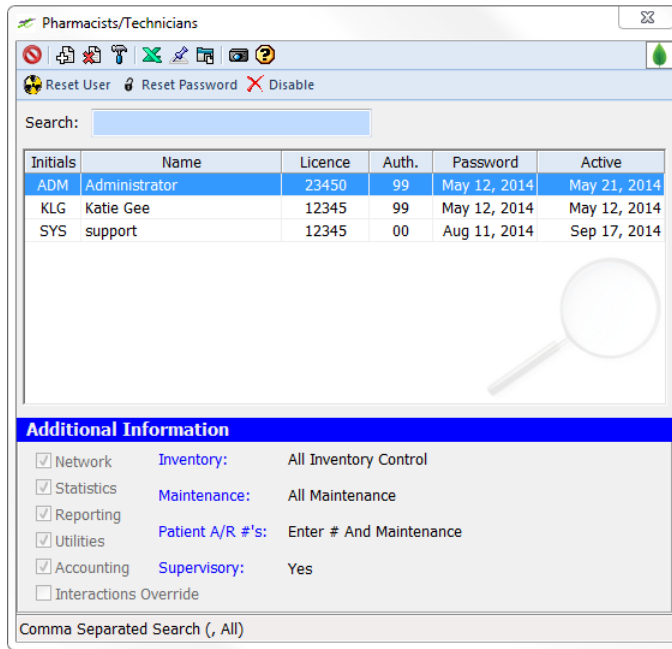 Pharmacists/Technicians
Reset User Reset Password Disable
Search:
Initials Name Licence Auth. Password Active
ADM Administrator 23450 99 May 12, 2014 May 21, 2014
KLG Katie Gee 12345 99 May 12, 2014 May 12, 2014
SYS support 12345 00 Aug 11, 2014 Sep 17, 2014
Additional Information
Network Inventory: All Inventory Control
Statistics
Maintenance: All Maintenance
Reporting
Patient A/R #'s: Enter # And Maintenance
Utilities
Accounting Supervisory: Yes
Interactions Override
Comma Separated Search (, All)